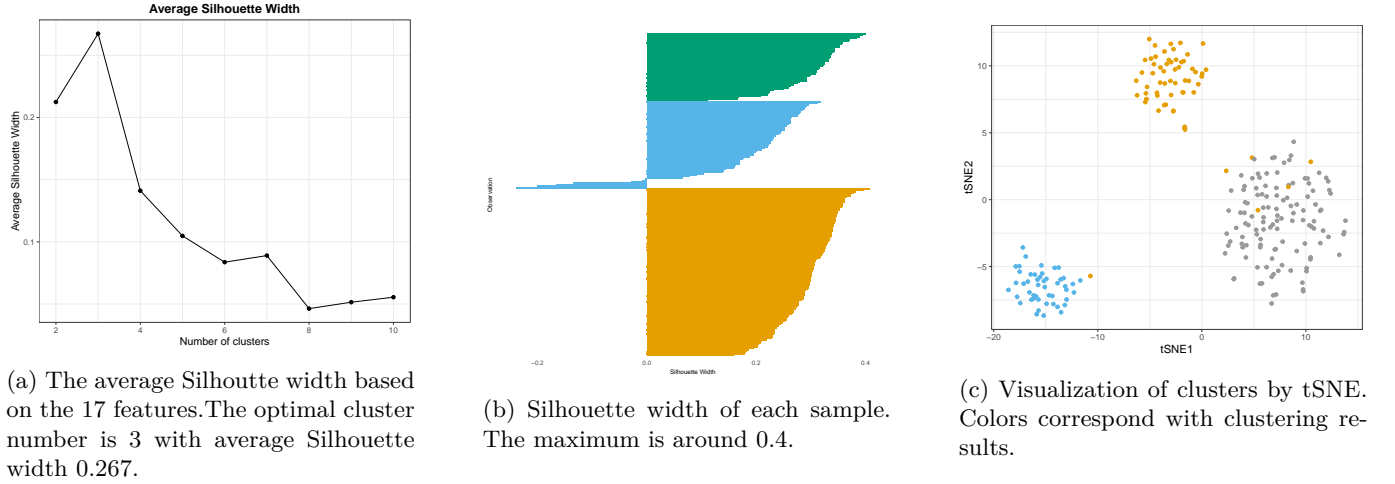 Average Silhouette Width
Average Silhouette Width
0.2
0.1
2
4
6
8
10
Number of clusters
(a) The average Silhoutte width based
on the 17 features.The optimal cluster
number is 3 with average Silhouette
width 0.267.
Observation
−0.2
0.0
0.2
0.4
Silhouette Width
(b) Silhouette width of each sample.
The maximum is around 0.4.
tSNE2
10
5
0
−5
−20
−10
0
10
tSNE1
(c) Visualization of clusters by tSNE.
Colors correspond with clustering re-
sults.